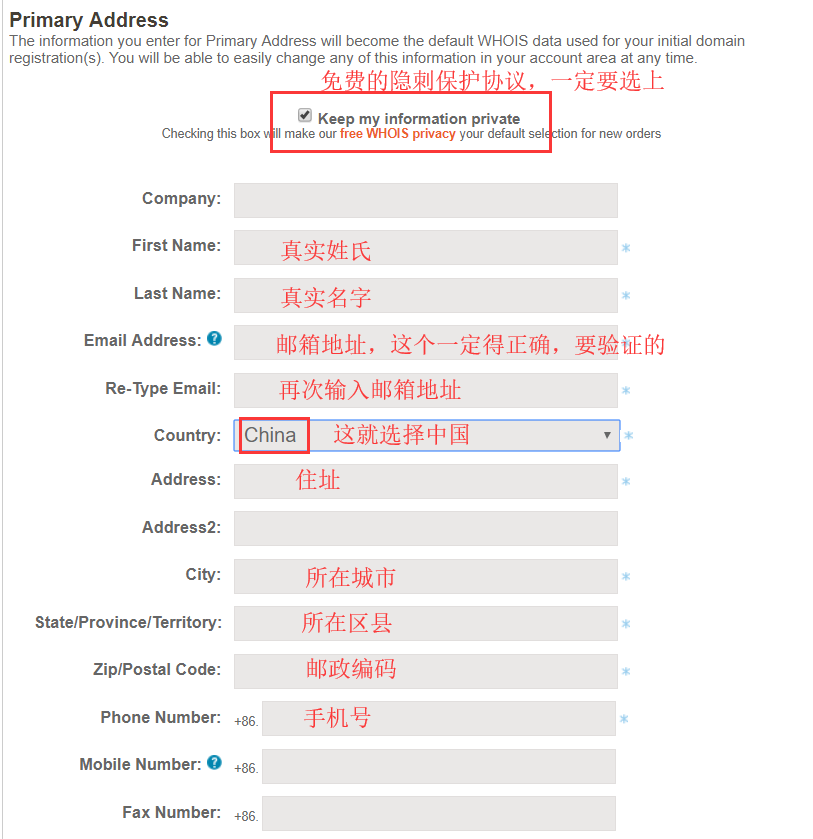 Primary Address
The information you enter for Primary Address will become the default WHOIS data used for your initial domain
registration(s). You will be able to easily change any of this information in your account area at any time.
免费的隐刺保护协议，一定要选上
Keep my information private
Checking this box will make our free WHOIS privacy your default selection for new orders
Company:
First Name: 真实姓氏 *
Last Name: 真实名字 *
Email Address: ? 邮箱地址，这个一定得正确，要验证的
Re-Type Email: 再次输入邮箱地址 *
Country: China 这就选择中国 ▼ *
Address: 住址 *
Address2:
City: 所在城市 *
State/Province/Territory: 所在区县 *
Zip/Postal Code: 邮政编码 *
Phone Number: +86. 手机号 *
Mobile Number: ? +86.
Fax Number: +86.